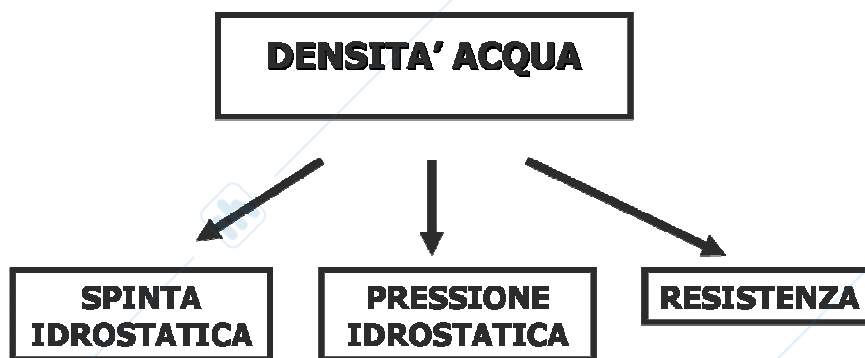 DENSITA’ ACQUA
SPINTA
IDROSTATICA
PRESSIONE
IDROSTATICA
RESISTENZA